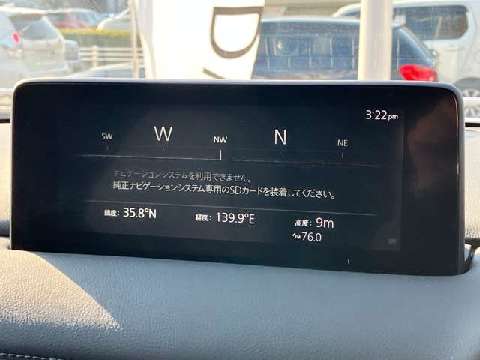 3:22pm
SW W NW N NE
ナビゲーションシステムを利用できません。
純正ナビゲーションシステム専用のSDカードを装着してください。
緯度: 35.8°N 経度: 139.9°E 高度: 9m
76.0